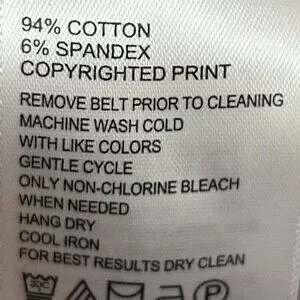 94% COTTON
6% SPANDEX
COPYRIGHTED PRINT
REMOVE BELT PRIOR TO CLEANING
MACHINE WASH COLD
WITH LIKE COLORS
GENTLE CYCLE
ONLY NON-CHLORINE BLEACH
WHEN NEEDED
HANG DRY
COOL IRON
FOR BEST RESULTS DRY CLEAN
30C P